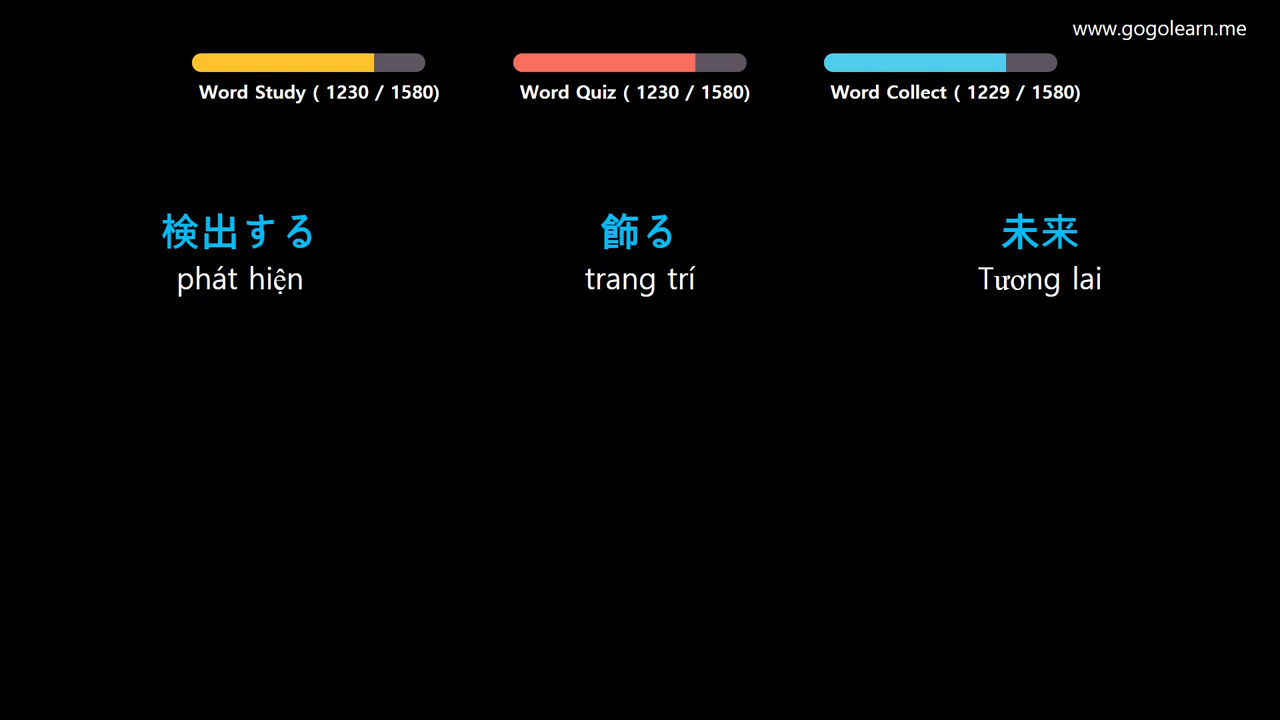 www.gogolearn.me
Word Study ( 1230 / 1580)
Word Quiz ( 1230 / 1580)
Word Collect ( 1229 / 1580)
検出する
phát hiện
飾る
trang trí
未来
Tương lai